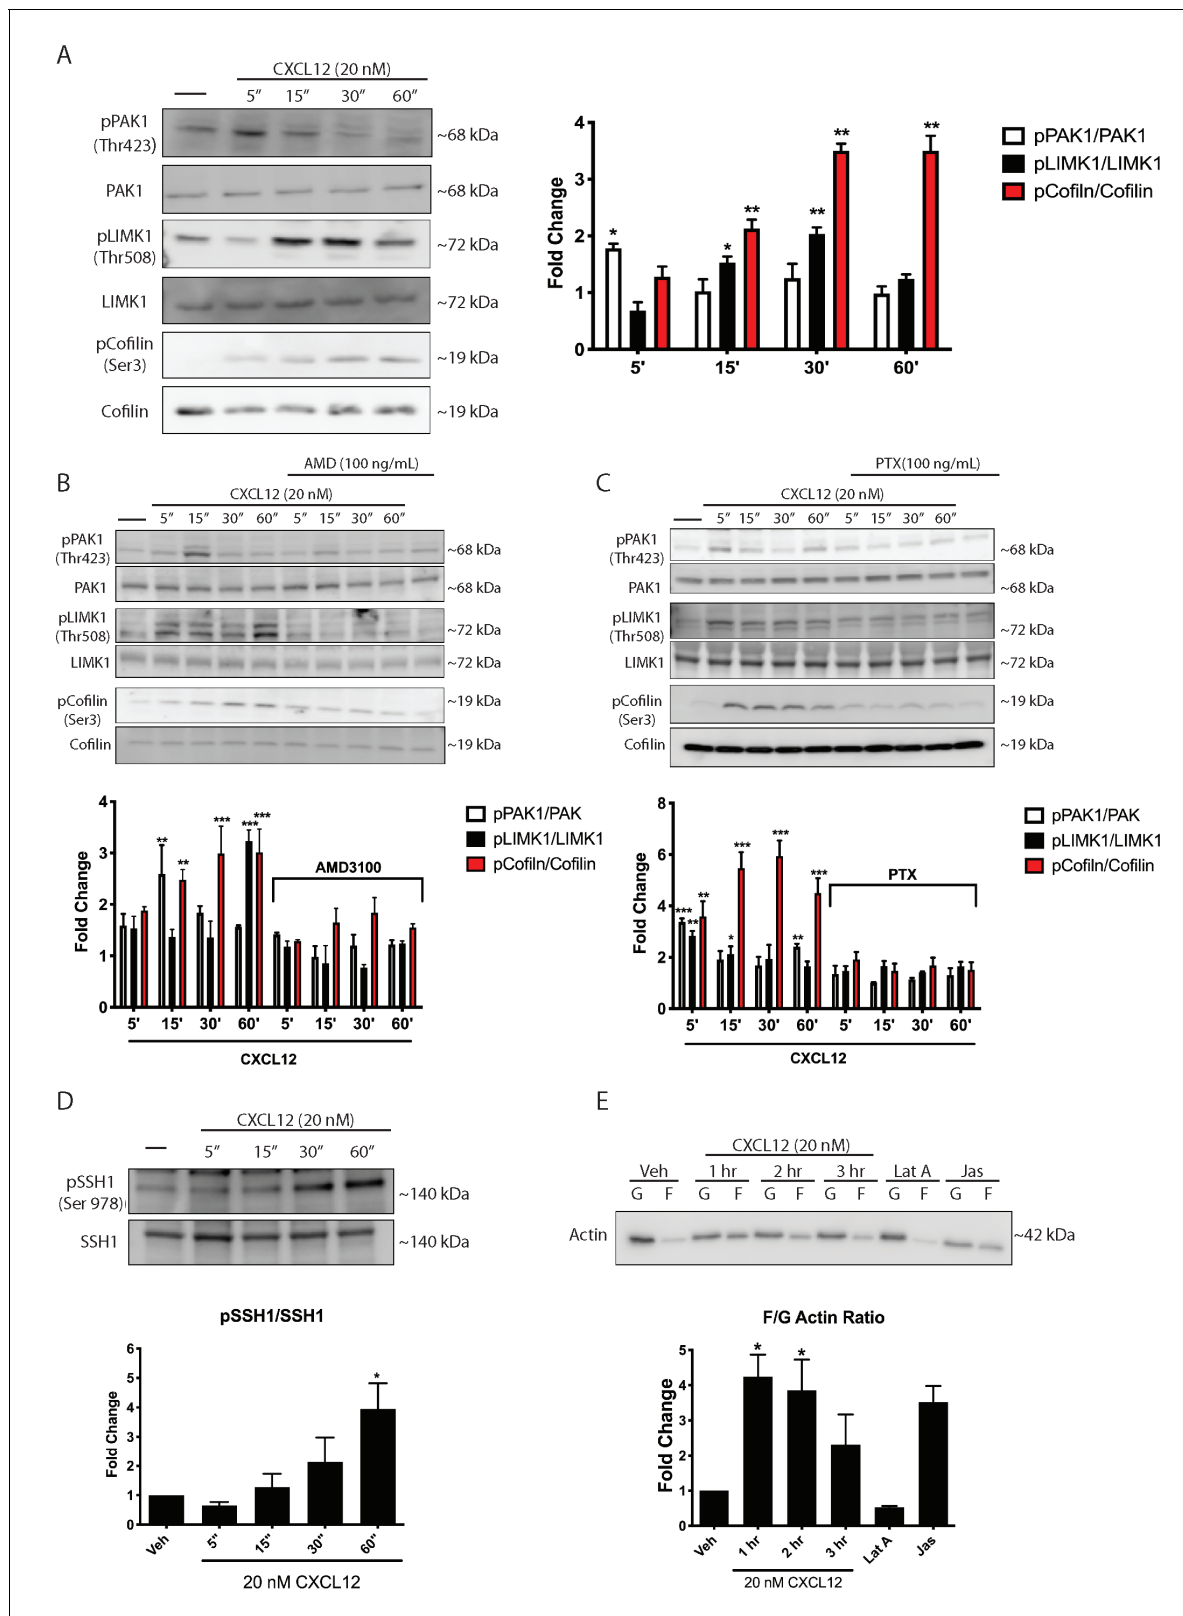 A
CXCL12 (20 nM)
5″ 15″ 30″ 60″
pPAK1
(Thr423)
~68 kDa
PAK1
~68 kDa
pLIMK1
(Thr508)
~72 kDa
LIMK1
~72 kDa
pCofilin
(Ser3)
~19 kDa
Cofilin
~19 kDa
Fold Change
4
3
2
1
0
* * ** ** ** **
5' 15' 30' 60'
pPAK1/PAK1
pLIMK1/LIMK1
pCofiln/Cofilin
B
AMD (100 ng/mL)
CXCL12 (20 nM)
5″ 15″ 30″ 60″ 5″ 15″ 30″ 60″
pPAK1
(Thr423)
~68 kDa
PAK1
~68 kDa
pLIMK1
(Thr508)
~72 kDa
LIMK1
~72 kDa
pCofilin
(Ser3)
~19 kDa
Cofilin
~19 kDa
Fold Change
4
3
2
1
0
** ** *** *** ***
AMD3100
5' 15' 30' 60' 5' 15' 30' 60'
CXCL12
pPAK1/PAK
pLIMK1/LIMK1
pCofiln/Cofilin
C
PTX(100 ng/mL)
CXCL12 (20 nM)
5″ 15″ 30″ 60″ 5″ 15″ 30″ 60″
pPAK1
(Thr423)
~68 kDa
PAK1
~68 kDa
pLIMK1
(Thr508)
~72 kDa
LIMK1
~72 kDa
pCofilin
(Ser3)
~19 kDa
Cofilin
~19 kDa
Fold Change
8
6
4
2
0
*** ** ** * *** *** ** ***
PTX
5' 15' 30' 60' 5' 15' 30' 60'
CXCL12
pPAK1/PAK
pLIMK1/LIMK1
pCofiln/Cofilin
D
CXCL12 (20 nM)
5″ 15″ 30″ 60″
pSSH1
(Ser 978)
~140 kDa
SSH1
~140 kDa
pSSH1/SSH1
Fold Change
6
5
4
3
2
1
0
*
Veh 5" 15" 30" 60"
20 nM CXCL12
E
CXCL12 (20 nM)
Veh 1 hr 2 hr 3 hr Lat A Jas
G F G F G F G F G F G F
Actin
~42 kDa
F/G Actin Ratio
Fold Change
5
4
3
2
1
0
* *
Veh 1 hr 2 hr 3 hr Lat A Jas
20 nM CXCL12